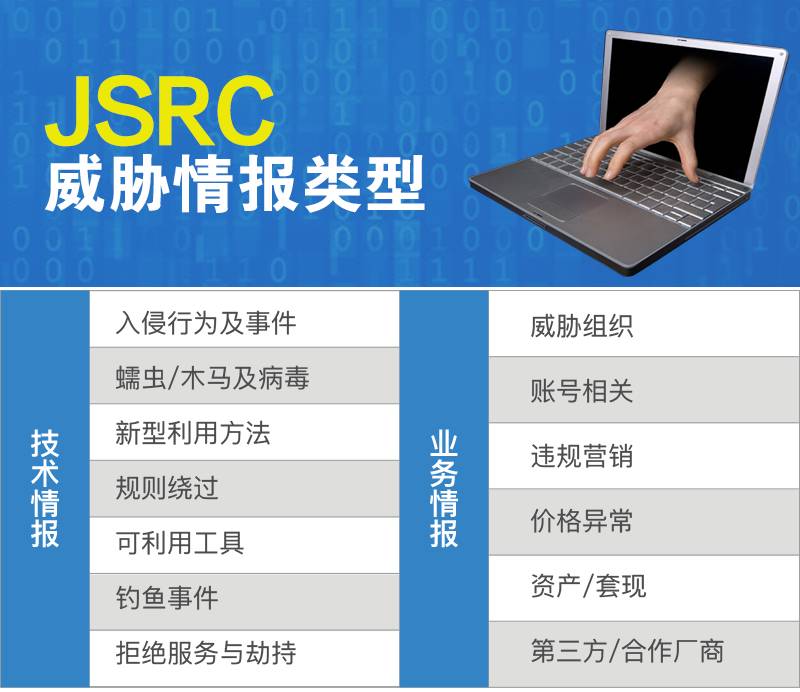 JSRC
威胁情报类型
技术情报
入侵行为及事件
蠕虫/木马及病毒
新型利用方法
规则绕过
可利用工具
钓鱼事件
拒绝服务与劫持
业务情报
威胁组织
账号相关
违规营销
价格异常
资产/套现
第三方/合作厂商